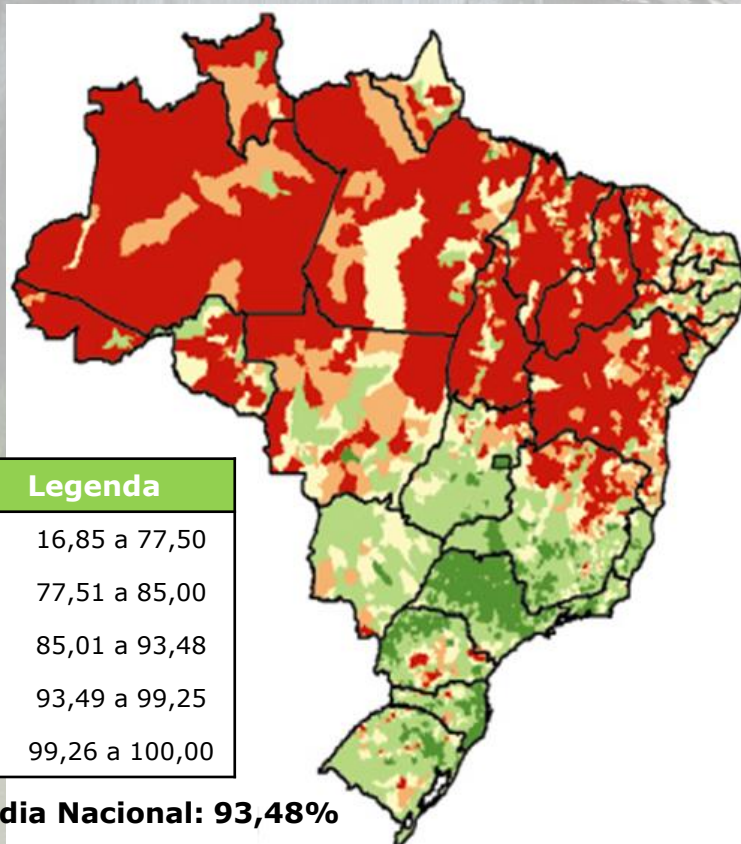 Legenda
16,85 a 77,50
77,51 a 85,00
85,01 a 93,48
93,49 a 99,25
99,26 a 100,00
dia Nacional: 93,48%